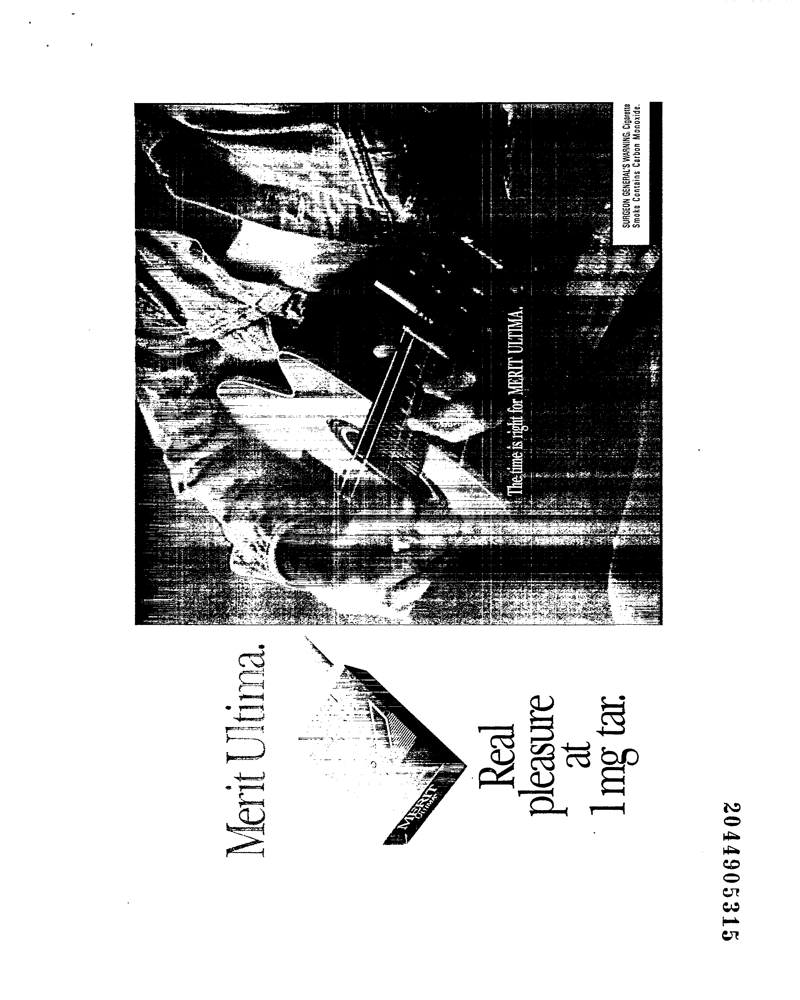 SURGEON GENERAL'S WARNING: Cigarette
Smoke Contains Carbon Monoxide.
The time is right for MERIT ULTIMA.
Merit Ultima.
MERIT
ULTIMA
Real
pleasure
at
1 mg tar.
2044905315